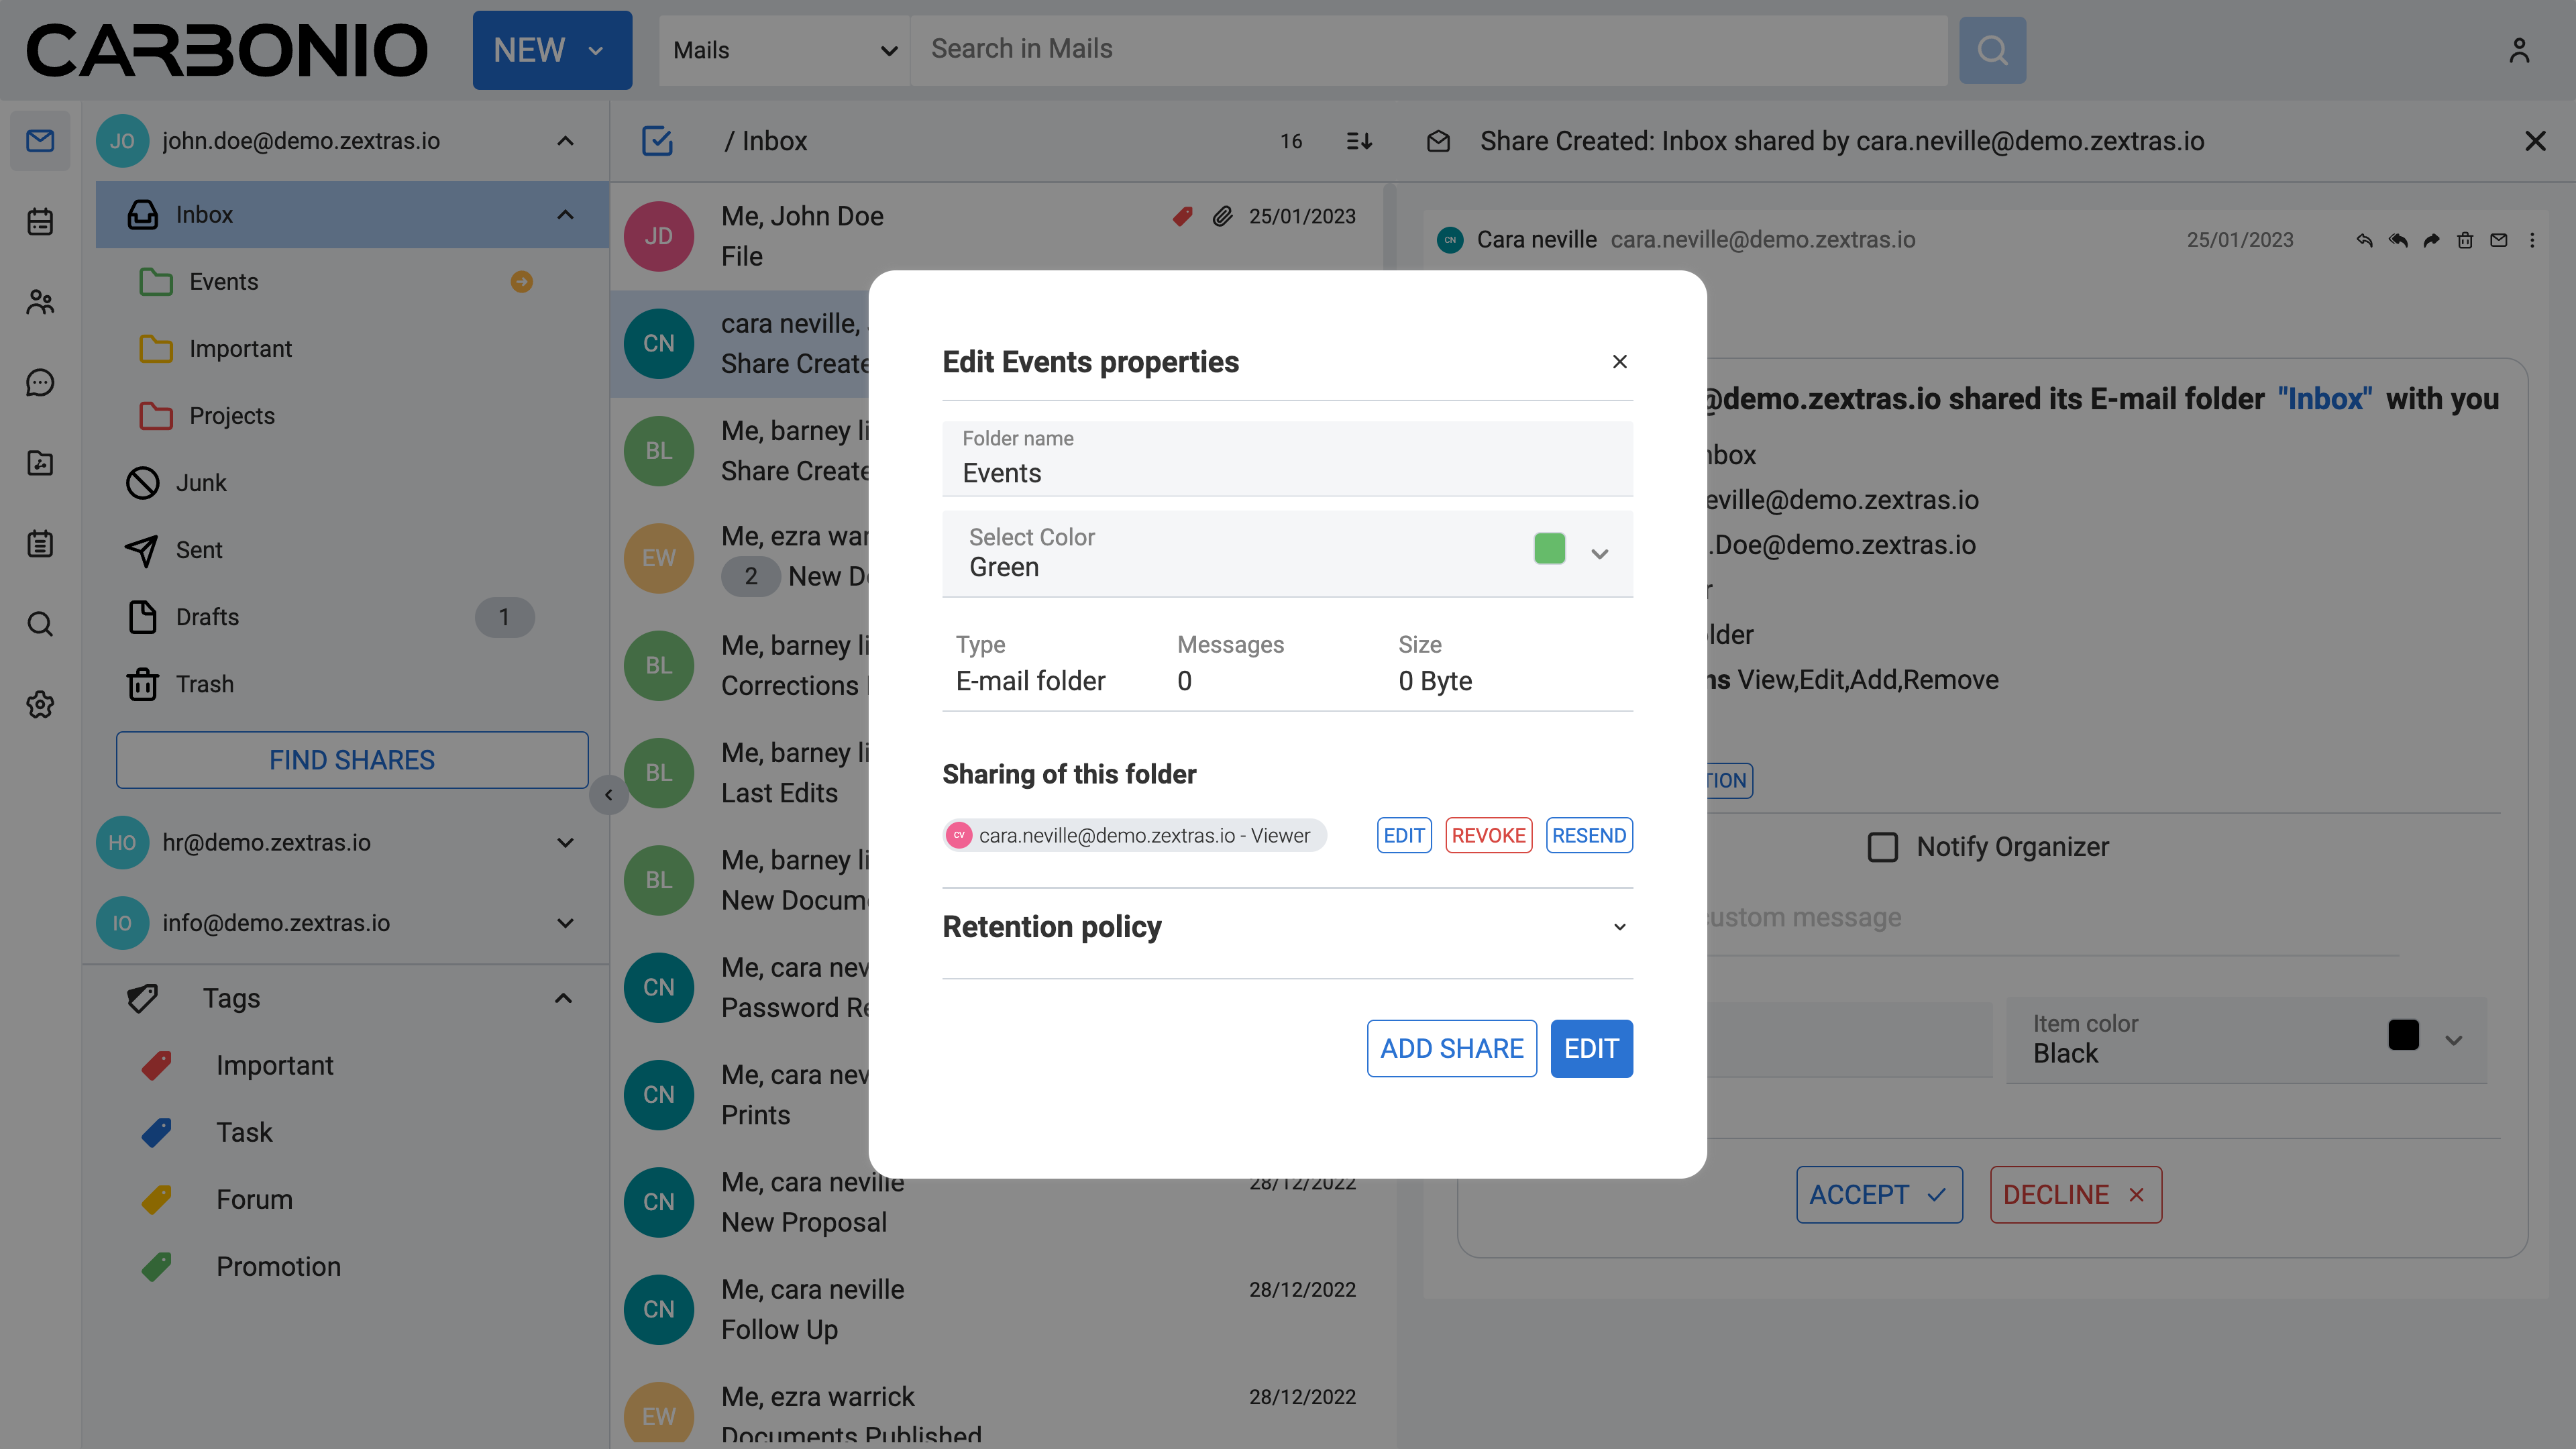 CARBONIO
NEW
Mails
Search in Mails
JO
john.doe@demo.zextras.io
Inbox
Events
Important
Projects
Junk
Sent
Drafts
1
Trash
FIND SHARES
HO
hr@demo.zextras.io
IO
info@demo.zextras.io
Tags
Important
Task
Forum
Promotion
/ Inbox
16
JD
Me, John Doe
25/01/2023
File
CN
cara neville,
Share Create
BL
Me, barney li
Share Create
EW
Me, ezra war
2
New D
BL
Me, barney li
Corrections
BL
Me, barney li
Last Edits
BL
Me, barney li
New Docum
CN
Me, cara nev
Password Re
CN
Me, cara nev
Prints
CN
Me, cara neville
28/12/2022
New Proposal
CN
Me, cara neville
28/12/2022
Follow Up
EW
Me, ezra warrick
28/12/2022
Documents Published
Share Created: Inbox shared by cara.neville@demo.zextras.io
CN
Cara neville cara.neville@demo.zextras.io
25/01/2023
@demo.zextras.io shared its E-mail folder "Inbox" with you
nbox
eville@demo.zextras.io
.Doe@demo.zextras.io
r
lder
ns View,Edit,Add,Remove
TION
Notify Organizer
custom message
Item color
Black
ACCEPT
DECLINE
Edit Events properties
Folder name
Events
Select Color
Green
Type
Messages
Size
E-mail folder
0
0 Byte
Sharing of this folder
CV
cara.neville@demo.zextras.io - Viewer
EDIT
REVOKE
RESEND
Retention policy
ADD SHARE
EDIT